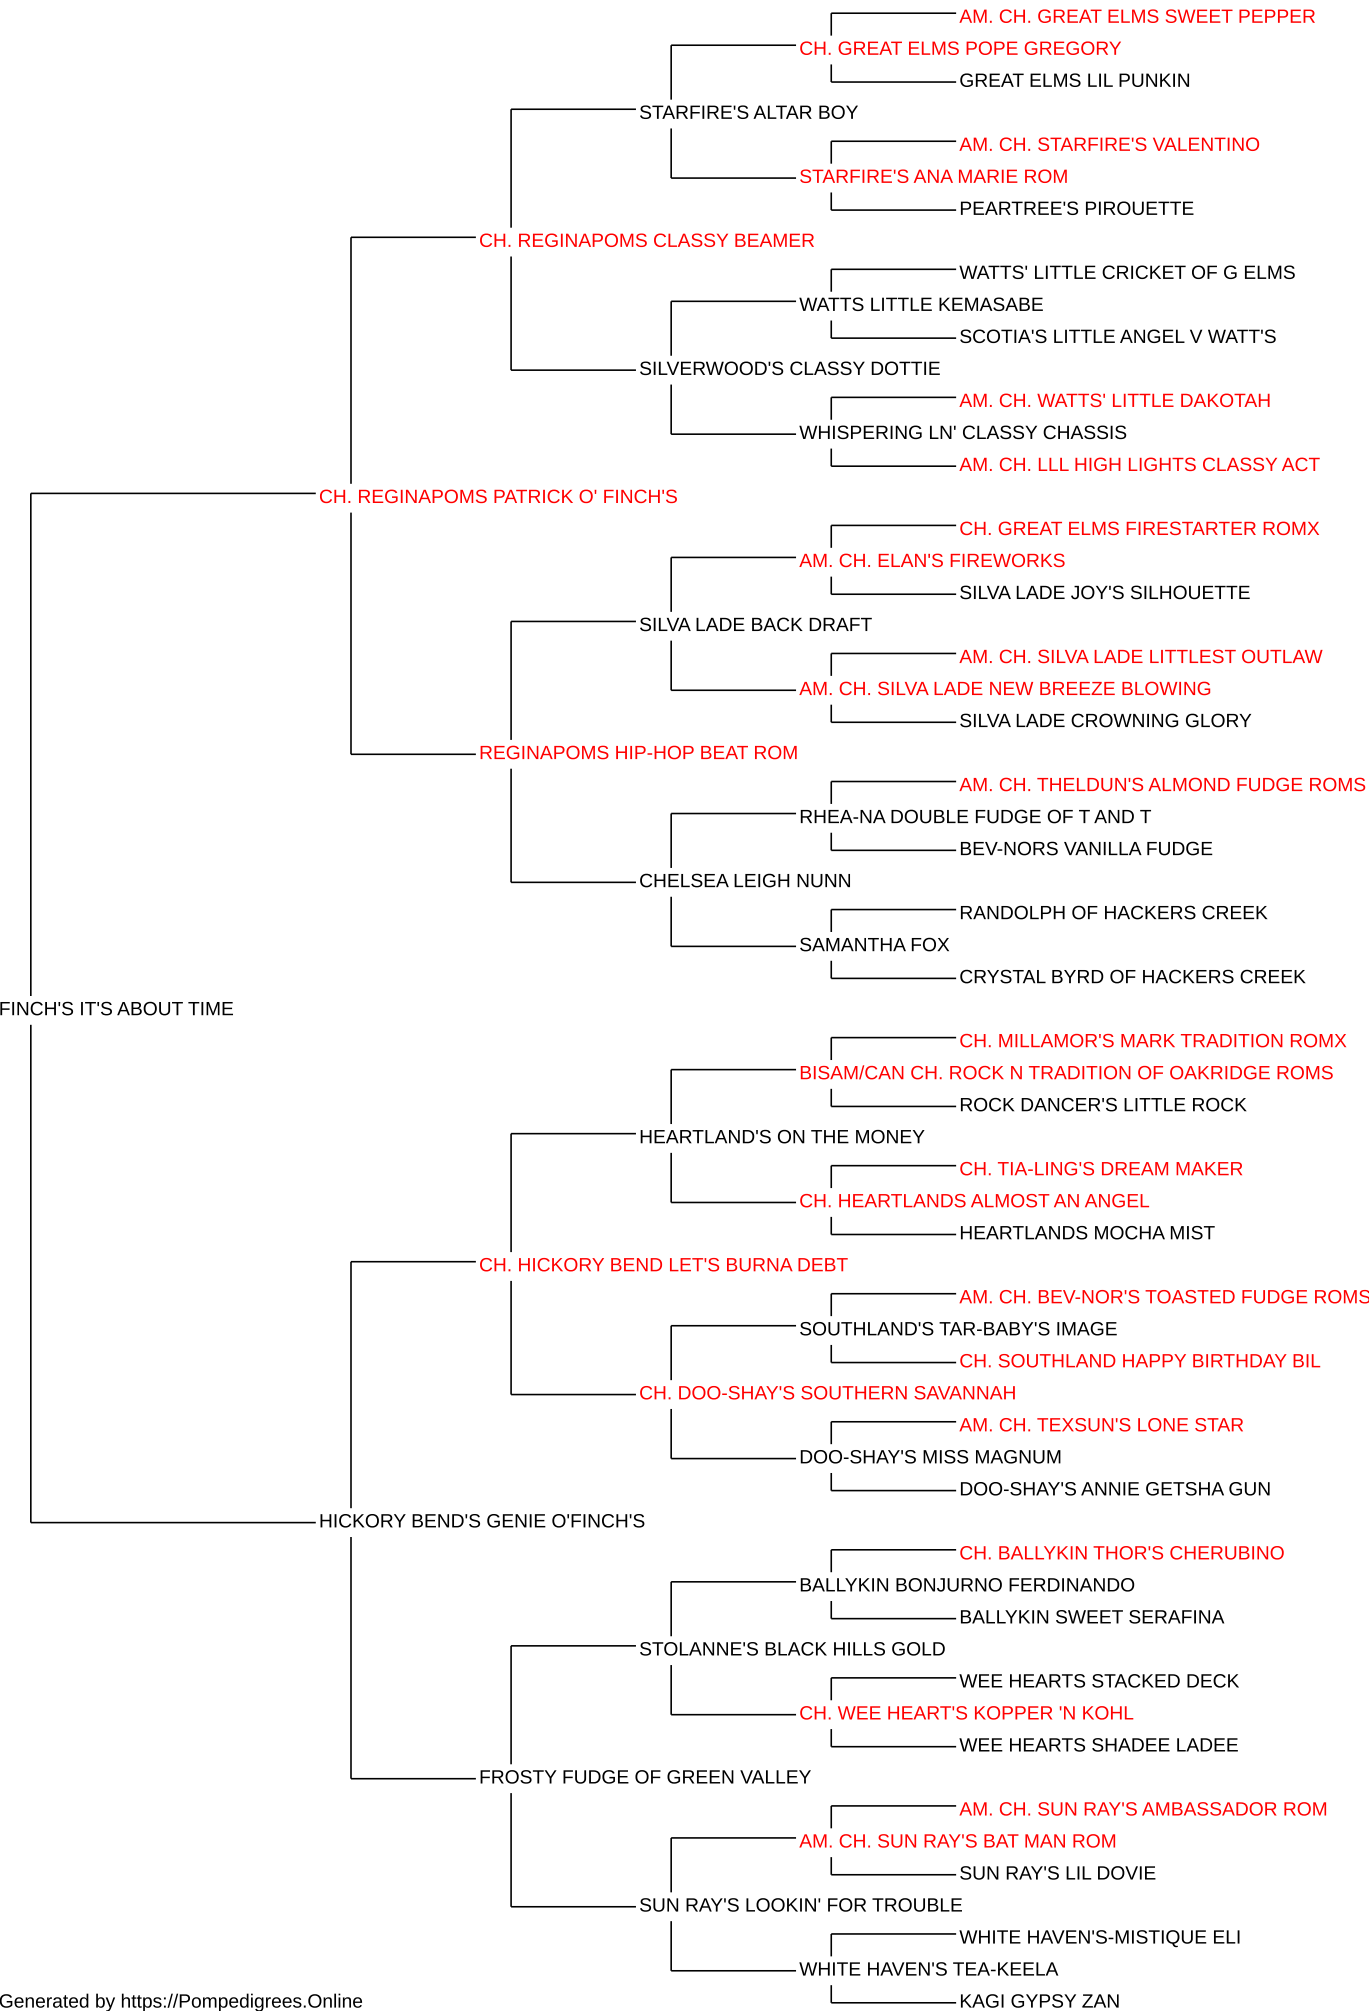 AM. CH. GREAT ELMS SWEET PEPPER
CH. GREAT ELMS POPE GREGORY
GREAT ELMS LIL PUNKIN
STARFIRE'S ALTAR BOY
AM. CH. STARFIRE'S VALENTINO
STARFIRE'S ANA MARIE ROM
PEARTREE'S PIROUETTE
CH. REGINAPOMS CLASSY BEAMER
WATTS' LITTLE CRICKET OF G ELMS
WATTS LITTLE KEMASABE
SCOTIA'S LITTLE ANGEL V WATT'S
SILVERWOOD'S CLASSY DOTTIE
AM. CH. WATTS' LITTLE DAKOTAH
WHISPERING LN' CLASSY CHASSIS
AM. CH. LLL HIGH LIGHTS CLASSY ACT
CH. REGINAPOMS PATRICK O' FINCH'S
CH. GREAT ELMS FIRESTARTER ROMX
AM. CH. ELAN'S FIREWORKS
SILVA LADE JOY'S SILHOUETTE
SILVA LADE BACK DRAFT
AM. CH. SILVA LADE LITTLEST OUTLAW
AM. CH. SILVA LADE NEW BREEZE BLOWING
SILVA LADE CROWNING GLORY
REGINAPOMS HIP-HOP BEAT ROM
AM. CH. THELDUN'S ALMOND FUDGE ROMS
RHEA-NA DOUBLE FUDGE OF T AND T
BEV-NORS VANILLA FUDGE
CHELSEA LEIGH NUNN
RANDOLPH OF HACKERS CREEK
SAMANTHA FOX
CRYSTAL BYRD OF HACKERS CREEK
FINCH'S IT'S ABOUT TIME
CH. MILLAMOR'S MARK TRADITION ROMX
BISAM/CAN CH. ROCK N TRADITION OF OAKRIDGE ROMS
ROCK DANCER'S LITTLE ROCK
HEARTLAND'S ON THE MONEY
CH. TIA-LING'S DREAM MAKER
CH. HEARTLANDS ALMOST AN ANGEL
HEARTLANDS MOCHA MIST
CH. HICKORY BEND LET'S BURNA DEBT
AM. CH. BEV-NOR'S TOASTED FUDGE ROMS
SOUTHLAND'S TAR-BABY'S IMAGE
CH. SOUTHLAND HAPPY BIRTHDAY BIL
CH. DOO-SHAY'S SOUTHERN SAVANNAH
AM. CH. TEXSUN'S LONE STAR
DOO-SHAY'S MISS MAGNUM
DOO-SHAY'S ANNIE GETSHA GUN
HICKORY BEND'S GENIE O'FINCH'S
CH. BALLYKIN THOR'S CHERUBINO
BALLYKIN BONJURNO FERDINANDO
BALLYKIN SWEET SERAFINA
STOLANNE'S BLACK HILLS GOLD
WEE HEARTS STACKED DECK
CH. WEE HEART'S KOPPER 'N KOHL
WEE HEARTS SHADEE LADEE
FROSTY FUDGE OF GREEN VALLEY
AM. CH. SUN RAY'S AMBASSADOR ROM
AM. CH. SUN RAY'S BAT MAN ROM
SUN RAY'S LIL DOVIE
SUN RAY'S LOOKIN' FOR TROUBLE
WHITE HAVEN'S-MISTIQUE ELI
WHITE HAVEN'S TEA-KEELA
KAGI GYPSY ZAN
Generated by https://Pompedigrees.Online